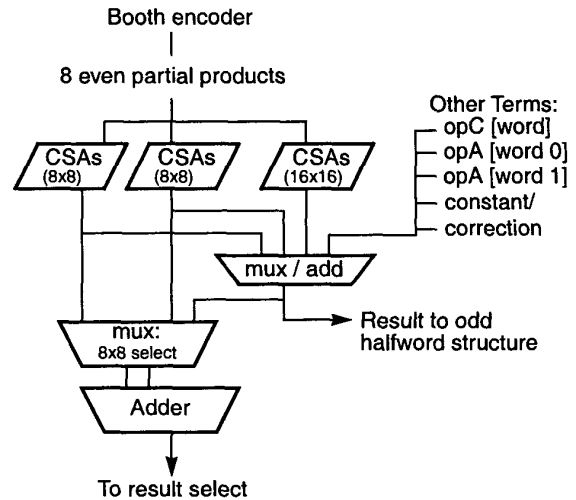 Booth encoder
8 even partial products
Other Terms:
opC [word]
opA [word 0]
opA [word 1]
constant/
correction
CSAs
(8x8)
CSAs
(8x8)
CSAs
(16x16)
mux / add
Result to odd
halfword structure
mux:
8x8 select
Adder
To result select